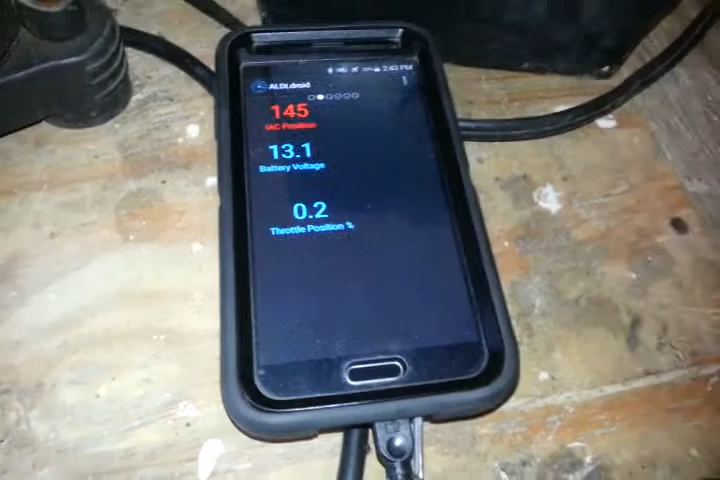 2:43 PM
ALDLdroid
145
IAC Position
13.1
Battery Voltage
0.2
Throttle Position %